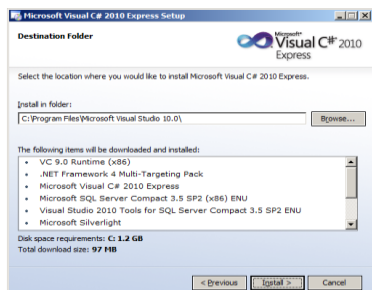 Microsoft Visual C# 2010 Express Setup
Destination Folder
Microsoft®
Visual C#® 2010
Express
Select the location where you would like to install Microsoft Visual C# 2010 Express.
Install in folder:
C:\Program Files\Microsoft Visual Studio 10.0\
Browse...
The following items will be downloaded and installed:
• VC 9.0 Runtime (x86)
• .NET Framework 4 Multi-Targeting Pack
• Microsoft Visual C# 2010 Express
• Microsoft SQL Server Compact 3.5 SP2 (x86) ENU
• Visual Studio 2010 Tools for SQL Server Compact 3.5 SP2 ENU
• Microsoft Silverlight
Disk space requirements: C: 1.2 GB
Total download size: 97 MB
< Previous Install > Cancel